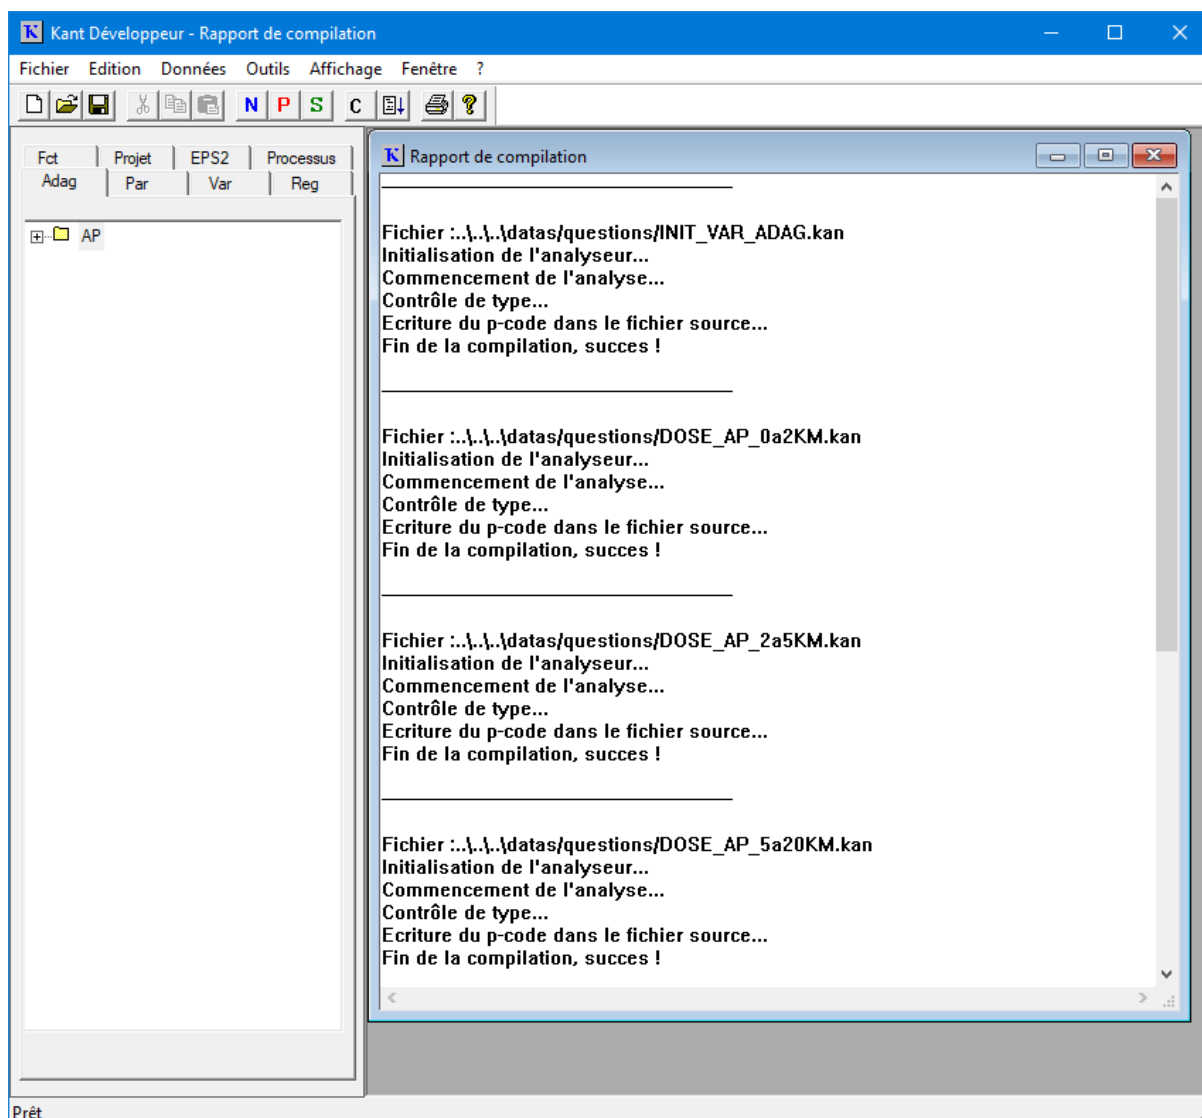 Kant Développeur - Rapport de compilation
Fichier Edition Données Outils Affichage Fenêtre ?
N P S C
Fct Projet EPS2 Processus
Adag Par Var Reg
AP
Rapport de compilation
Fichier :..\..\..\datas/questions/INIT_VAR_ADAG.kan
Initialisation de l'analyseur...
Commencement de l'analyse...
Contrôle de type...
Ecriture du p-code dans le fichier source...
Fin de la compilation, succes !
Fichier :..\..\..\datas/questions/DOSE_AP_0a2KM.kan
Initialisation de l'analyseur...
Commencement de l'analyse...
Contrôle de type...
Ecriture du p-code dans le fichier source...
Fin de la compilation, succes !
Fichier :..\..\..\datas/questions/DOSE_AP_2a5KM.kan
Initialisation de l'analyseur...
Commencement de l'analyse...
Contrôle de type...
Ecriture du p-code dans le fichier source...
Fin de la compilation, succes !
Fichier :..\..\..\datas/questions/DOSE_AP_5a20KM.kan
Initialisation de l'analyseur...
Commencement de l'analyse...
Contrôle de type...
Ecriture du p-code dans le fichier source...
Fin de la compilation, succes !
Prêt